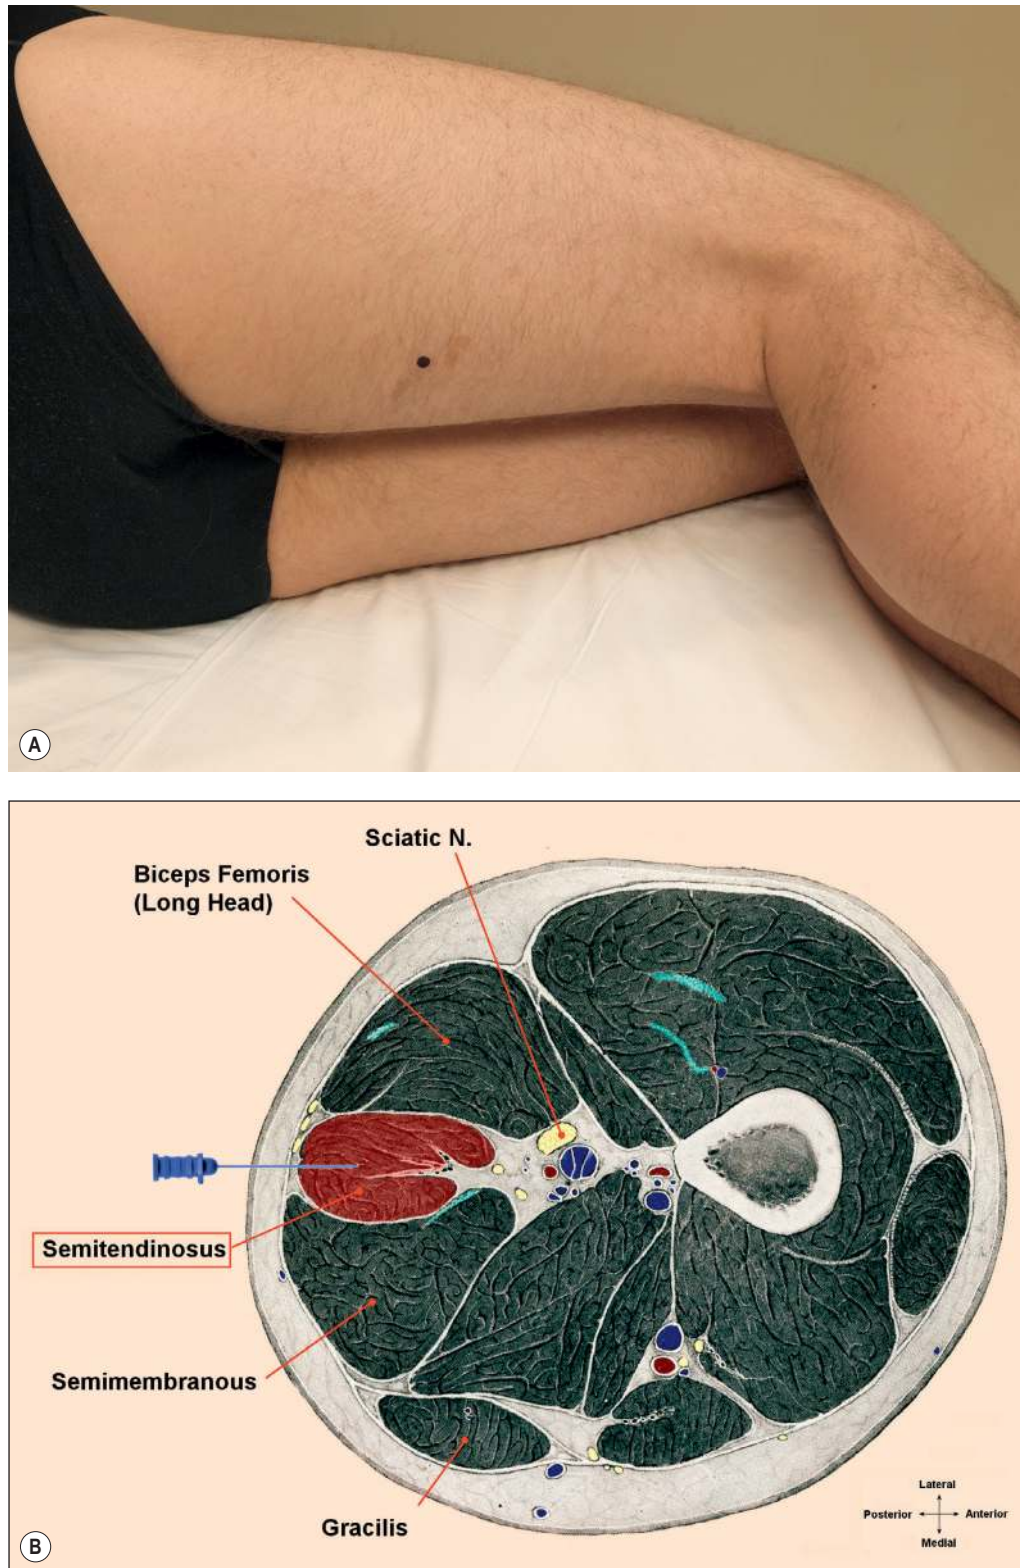 A
Sciatic N.
Biceps Femoris
(Long Head)
Semitendinosus
Semimembranous
Gracilis
Lateral
Posterior
Anterior
Medial
B